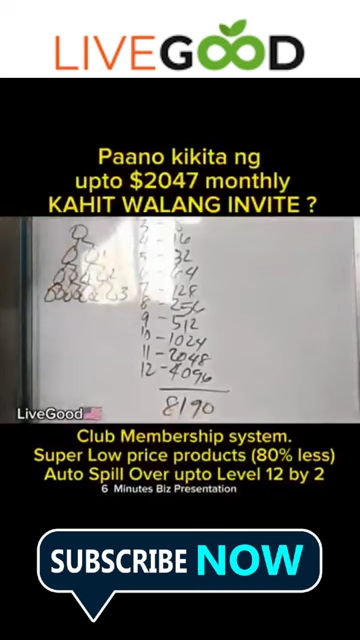 LIVEGOOD
Paano kikita ng
upto $2047 monthly
KAHIT WALANG INVITE ?
4 - 16
5 - 32
6 - 64
7 - 128
8 - 256
9 - 512
10 - 1024
11 - 2048
12 - 4096
8190
LiveGood
Club Membership system.
Super Low price products (80% less)
Auto Spill Over upto Level 12 by 2
6 Minutes Biz Presentation
SUBSCRIBE NOW